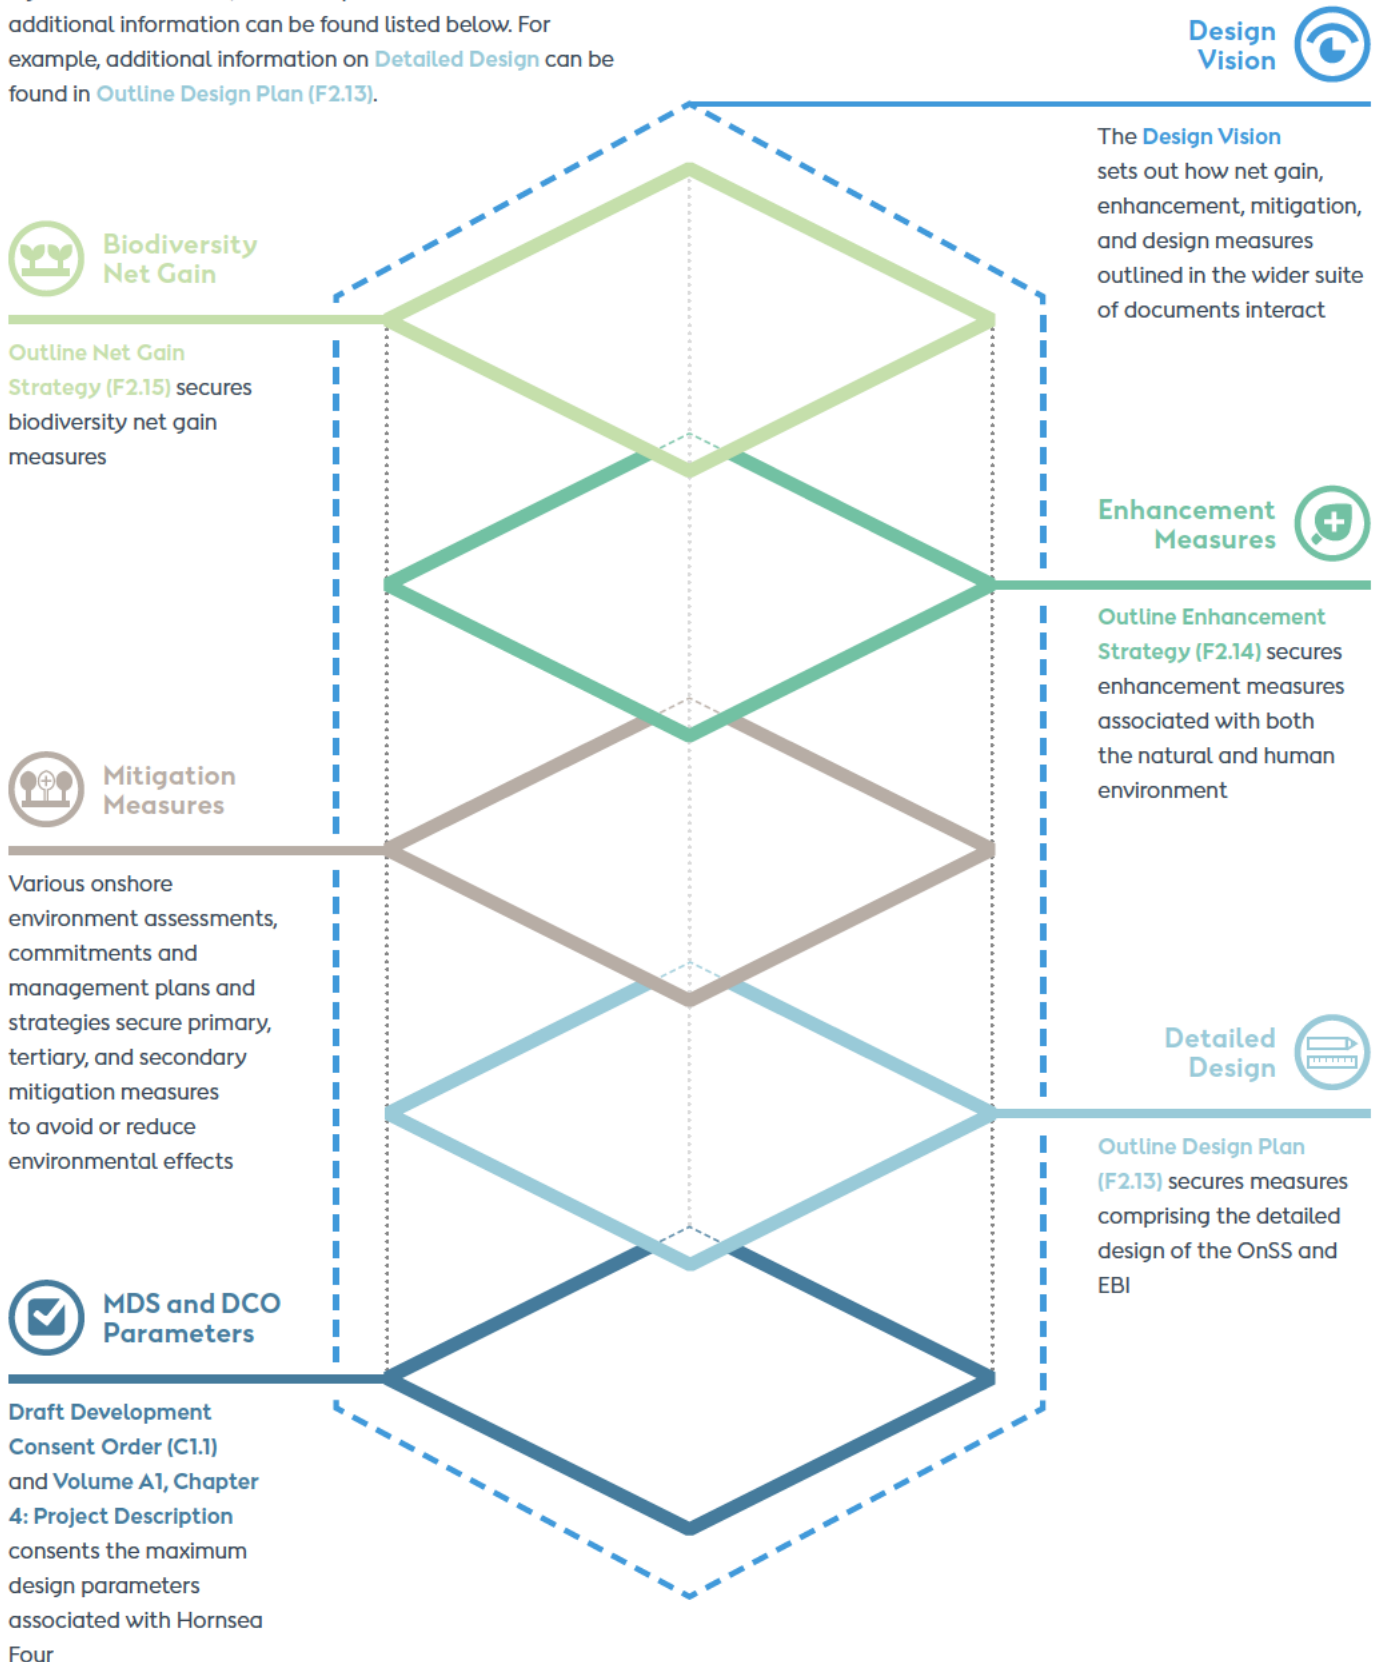 additional information can be found listed below. For
example, additional information on Detailed Design can be
found in Outline Design Plan (F2.13).
Design
Vision
The Design Vision
sets out how net gain,
enhancement, mitigation,
and design measures
outlined in the wider suite
of documents interact
Biodiversity
Net Gain
Outline Net Gain
Strategy (F2.15) secures
biodiversity net gain
measures
Enhancement
Measures
Outline Enhancement
Strategy (F2.14) secures
enhancement measures
associated with both
the natural and human
environment
Mitigation
Measures
Various onshore
environment assessments,
commitments and
management plans and
strategies secure primary,
tertiary, and secondary
mitigation measures
to avoid or reduce
environmental effects
Detailed
Design
Outline Design Plan
(F2.13) secures measures
comprising the detailed
design of the OnSS and
EBI
MDS and DCO
Parameters
Draft Development
Consent Order (C1.1)
and Volume A1, Chapter
4: Project Description
consents the maximum
design parameters
associated with Hornsea
Four